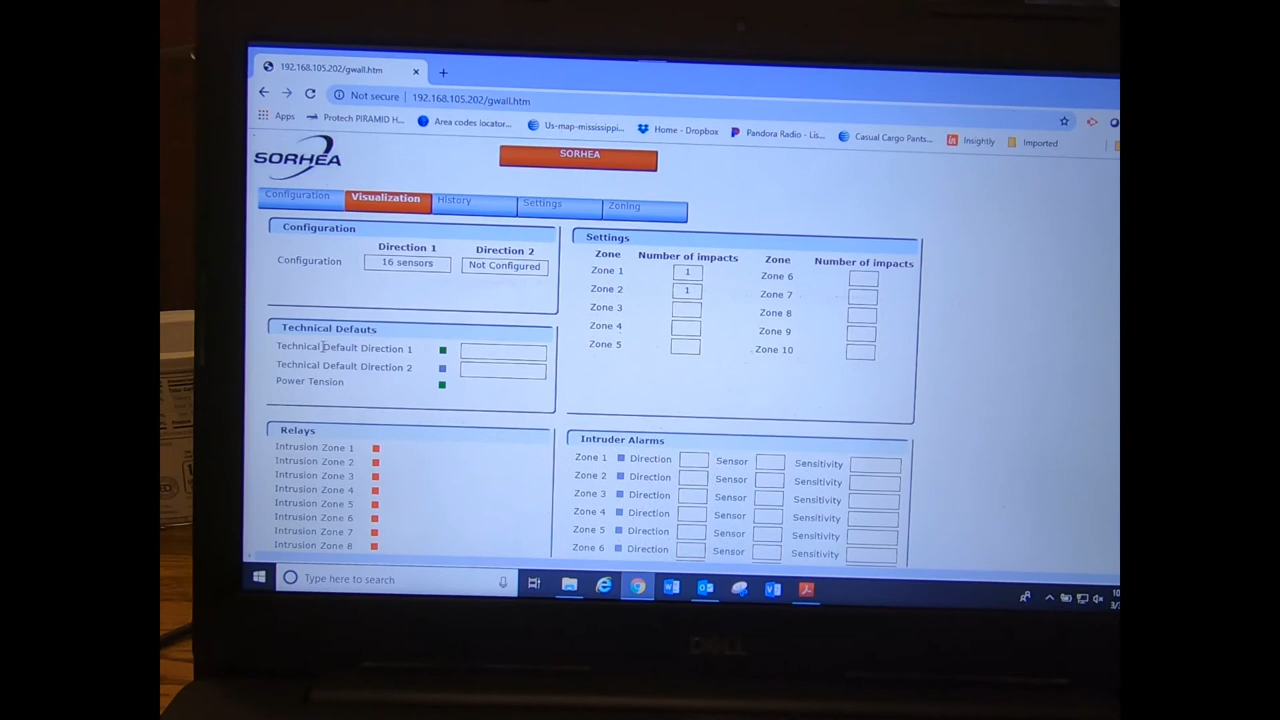 192.168.105.202/gwall.htm
Not secure | 192.168.105.202/gwall.htm
Apps Protech PIRAMID H... Area codes locator... Us-map-mississippi... Home - Dropbox Pandora Radio - Lis... Casual Cargo Pants... Insightly Imported
SORHEA
SORHEA
Configuration Visualization History Settings Zoning
Configuration
Direction 1 Direction 2
Configuration 16 sensors Not Configured
Technical Defauts
Technical Default Direction 1
Technical Default Direction 2
Power Tension
Relays
Intrusion Zone 1
Intrusion Zone 2
Intrusion Zone 3
Intrusion Zone 4
Intrusion Zone 5
Intrusion Zone 6
Intrusion Zone 7
Intrusion Zone 8
Settings
Zone Number of impacts Zone Number of impacts
Zone 1 1 Zone 6
Zone 2 1 Zone 7
Zone 3 Zone 8
Zone 4 Zone 9
Zone 5 Zone 10
Intruder Alarms
Zone 1 Direction Sensor Sensitivity
Zone 2 Direction Sensor Sensitivity
Zone 3 Direction Sensor Sensitivity
Zone 4 Direction Sensor Sensitivity
Zone 5 Direction Sensor Sensitivity
Zone 6 Direction Sensor Sensitivity
Type here to search
10
3/
DELL